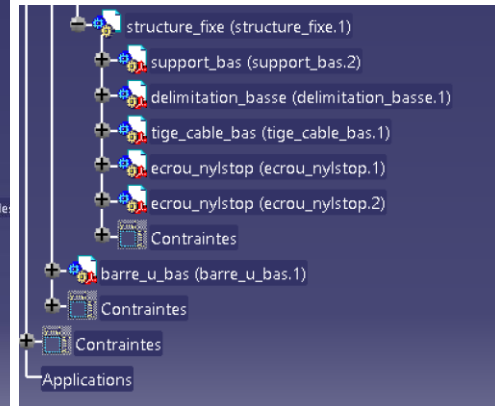 structure_fixe (structure_fixe.1)
support_bas (support_bas.2)
delimitation_basse (delimitation_basse.1)
tige_cable_bas (tige_cable_bas.1)
ecrou_nylstop (ecrou_nylstop.1)
ecrou_nylstop (ecrou_nylstop.2)
Contraintes
barre_u_bas (barre_u_bas.1)
Contraintes
Contraintes
Applications